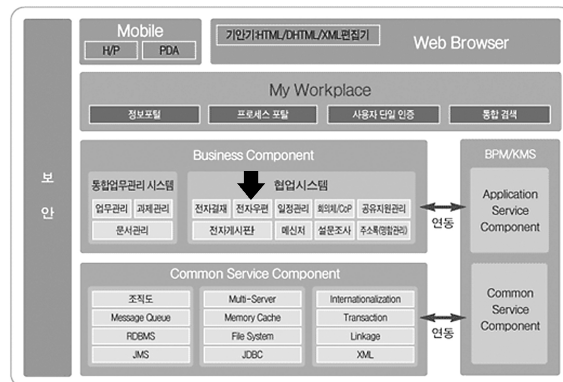 Mobile
H/P PDA
기안기:HTML/DHTML/XML편집기
Web Browser
My Workplace
정보포털 프로세스 포탈 사용자 단일 인증 통합 검색
보안
Business Component
통합업무관리 시스템
업무관리 과제관리
문서관리
협업시스템
전자결재 전자우편 일정관리 회의체/CoP 공유지원관리
전자게시판 메신저 설문조사 주소록(명함관리)
연동
BPM/KMS
Application
Service
Component
Common Service Component
조직도 Multi-Server Internationalization
Message Queue Memory Cache Transaction
RDBMS File System Linkage
JMS JDBC XML
연동
Common
Service
Component